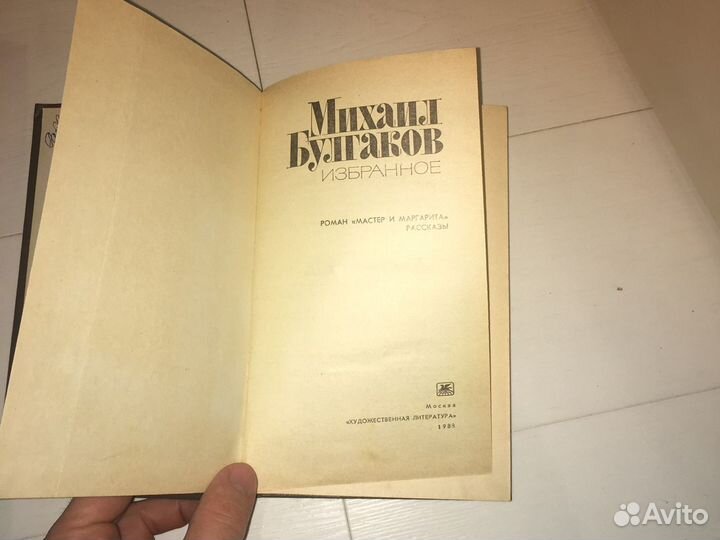 Михаил
Булгаков
ИЗБРАННОЕ
РОМАН «МАСТЕР И МАРГАРИТА»
РАССКАЗЫ
Москва
«ХУДОЖЕСТВЕННАЯ ЛИТЕРАТУРА»
Avito